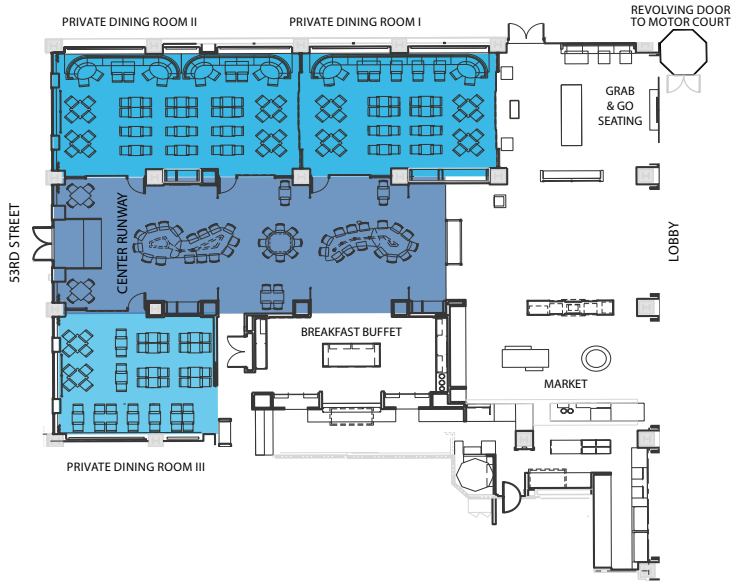 PRIVATE DINING ROOM II
PRIVATE DINING ROOM I
REVOLVING DOOR
TO MOTOR COURT
GRAB
& GO
SEATING
53RD STREET
CENTER RUNWAY
LOBBY
BREAKFAST BUFFET
MARKET
PRIVATE DINING ROOM III